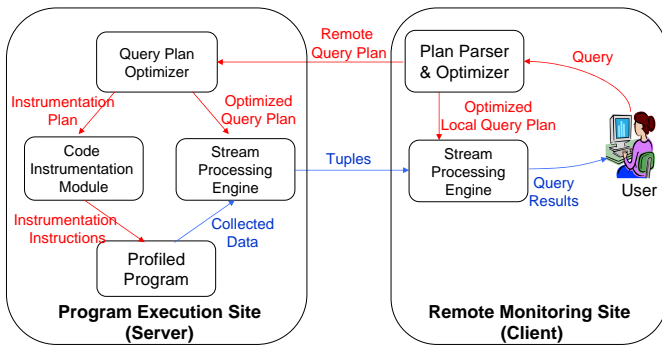 Remote
Query Plan
Query Plan
Optimizer
Plan Parser
& Optimizer
Query
Instrumentation
Plan
Optimized
Query Plan
Optimized
Local Query Plan
Code
Instrumentation
Module
Stream
Processing
Engine
Tuples
Stream
Processing
Engine
Query
Results
User
Instrumentation
Instructions
Collected
Data
Profiled
Program
Program Execution Site
(Server)
Remote Monitoring Site
(Client)